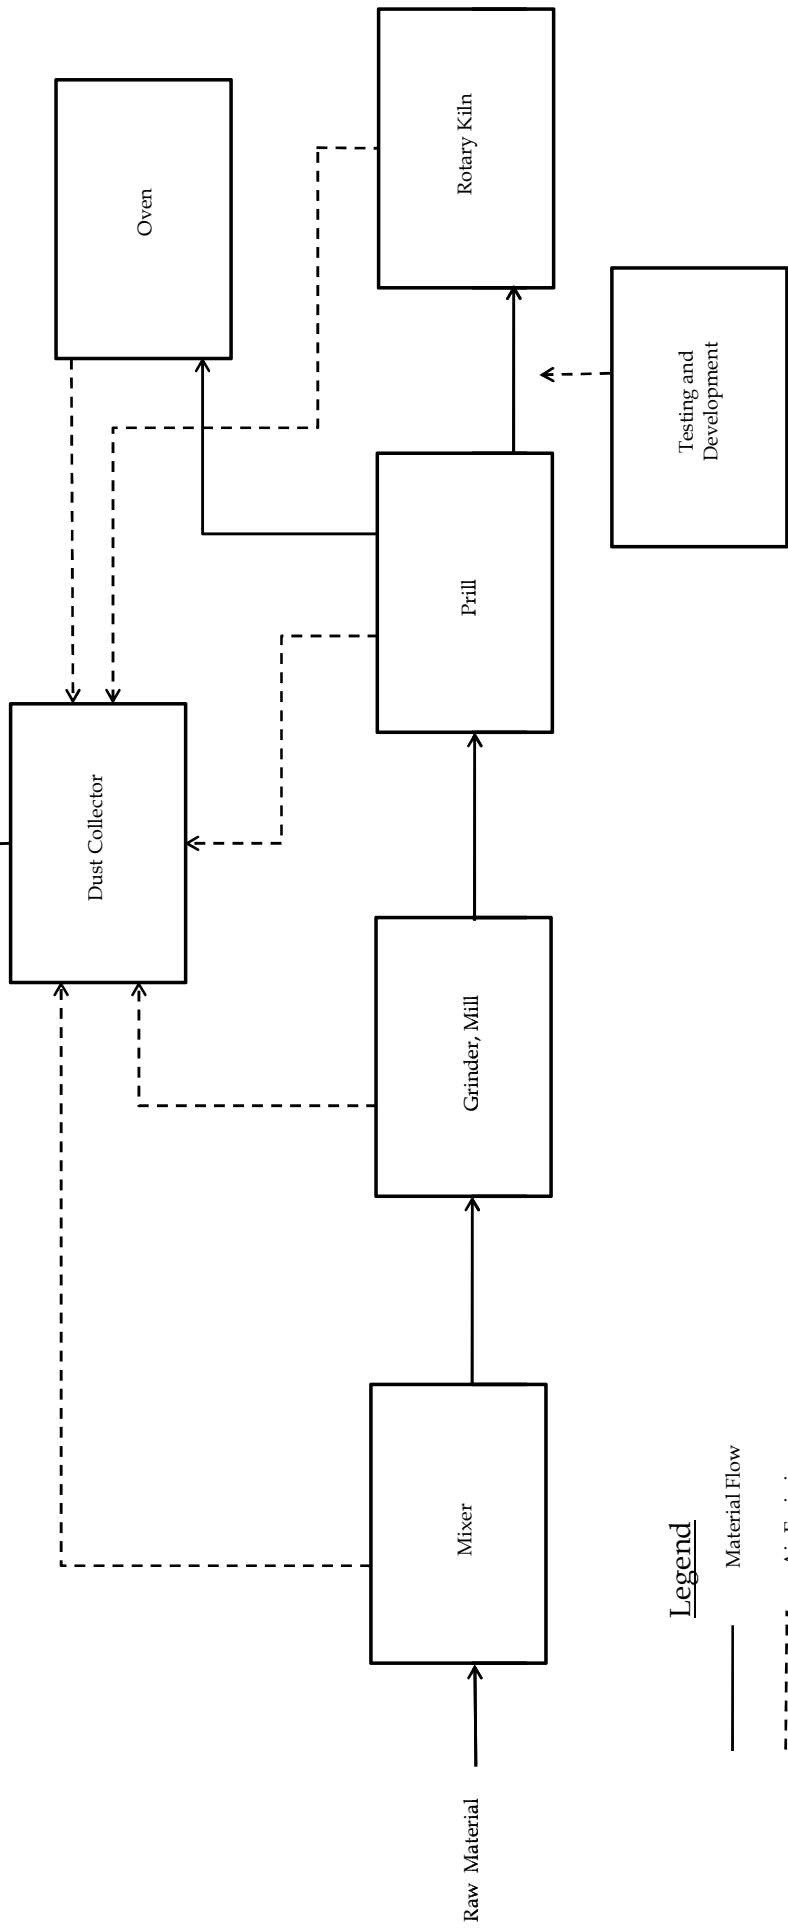 Oven
Rotary Kiln
Dust Collector
Testing and
Development
Prill
Grinder, Mill
Mixer
Raw Material
Legend
Material Flow